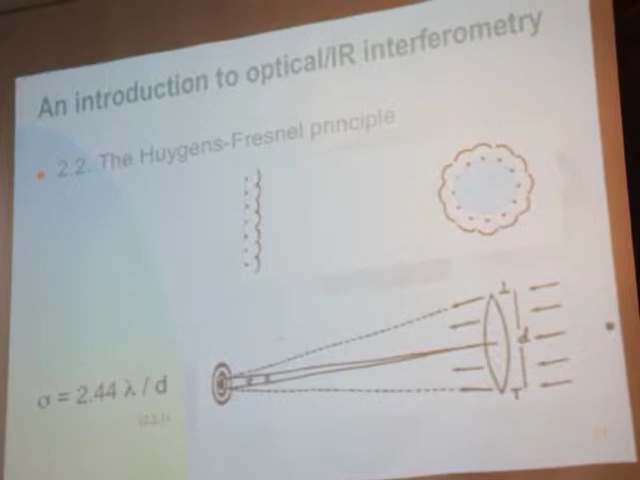 An introduction to optical/IR interferometry
2.2. The Huygens-Fresnel principle
d
σ = 2.44 λ / d